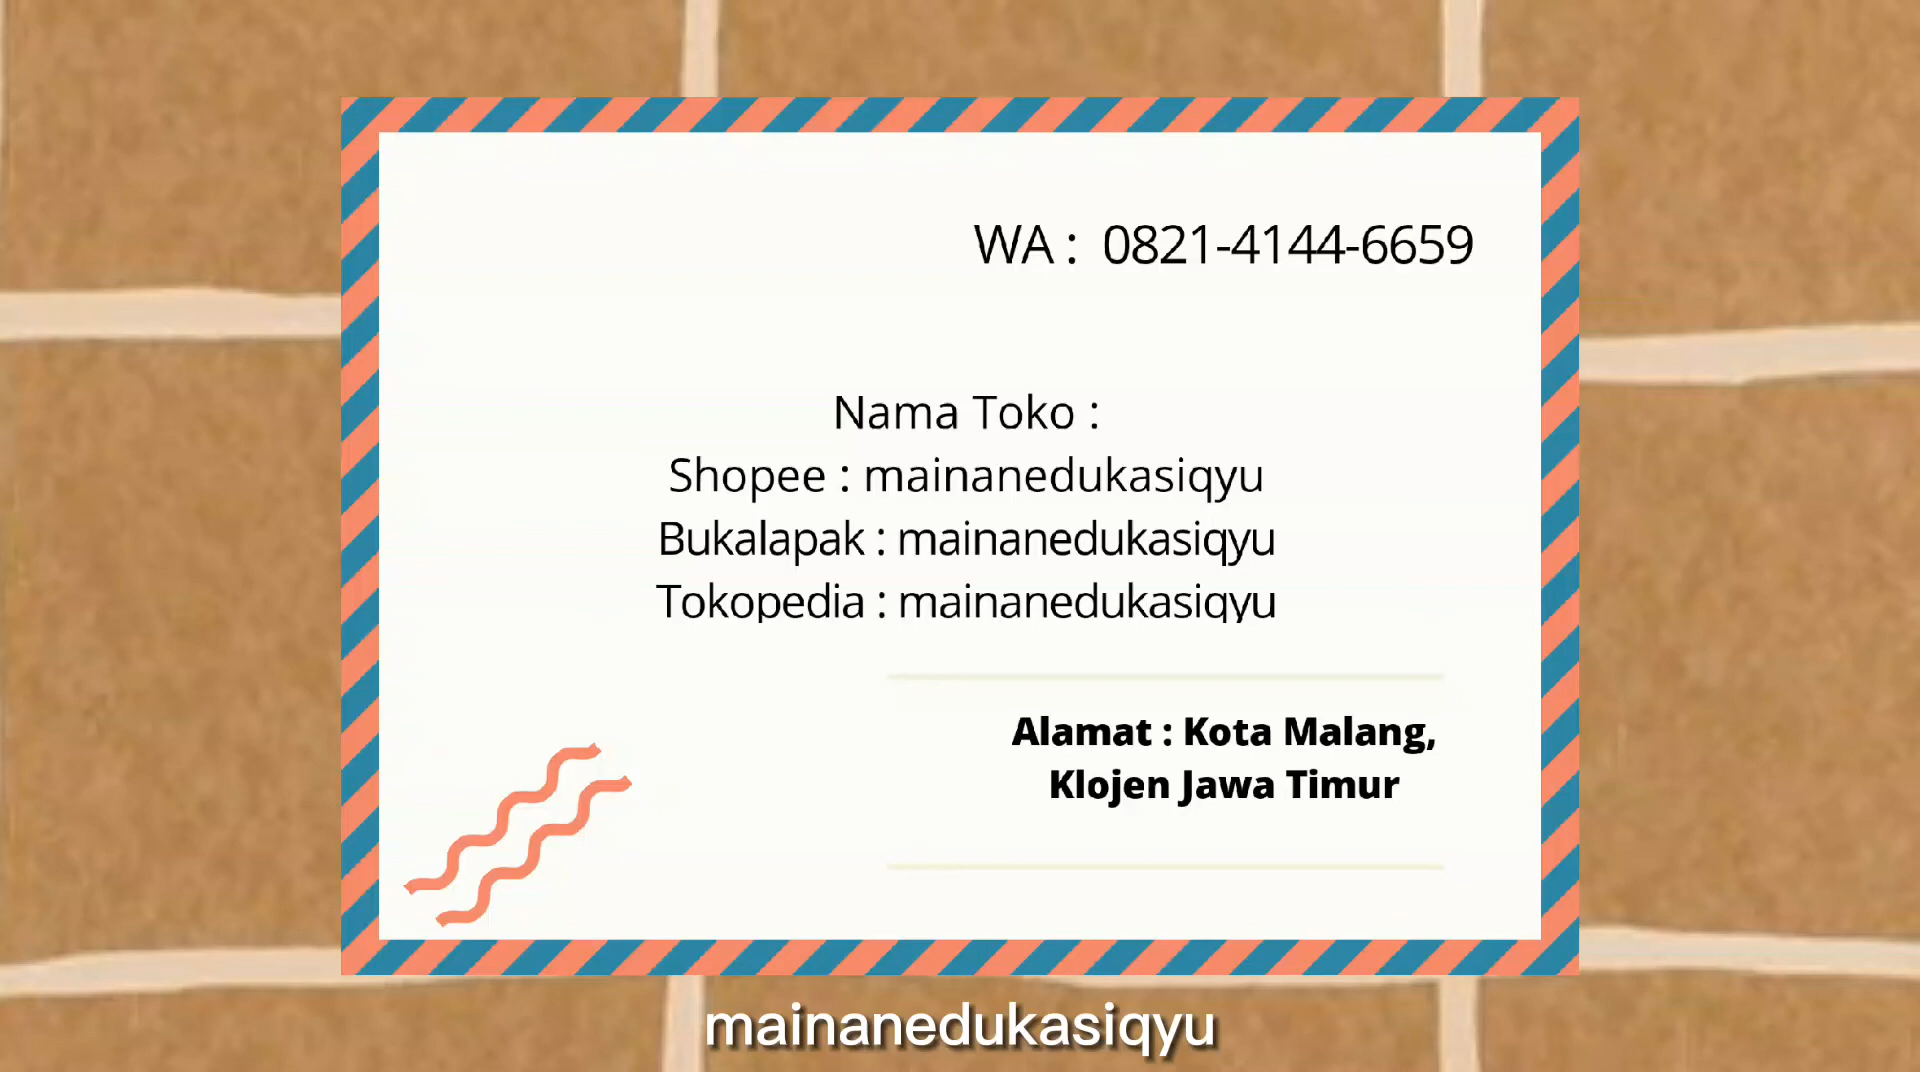 WA : 0821-4144-6659
Nama Toko :
Shopee : mainanedukasiqyu
Bukalapak : mainanedukasiqyu
Tokopedia : mainanedukasiqyu
Alamat : Kota Malang,
Klojen Jawa Timur
mainanedukasiqyu